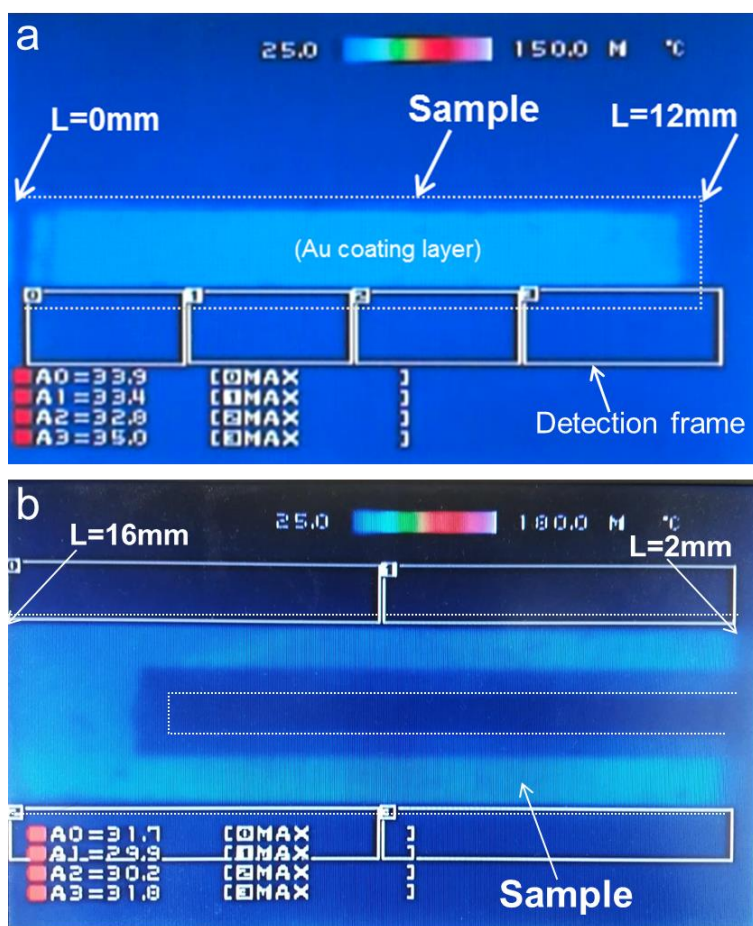 a
25.0 150.0 M °C
L=0mm
Sample
L=12mm
(Au coating layer)
0 1 2 3
A0=33.9 [0MAX ]
A1=33.4 [1MAX ]
A2=32.8 [2MAX ]
A3=35.0 [3MAX ]
Detection frame
b
25.0 180.0 M °C
L=16mm
L=2mm
0 1
2 3
A0=31.7 [0MAX ]
A1=29.9 [1MAX ]
A2=30.2 [2MAX ]
A3=31.8 [3MAX ]
Sample